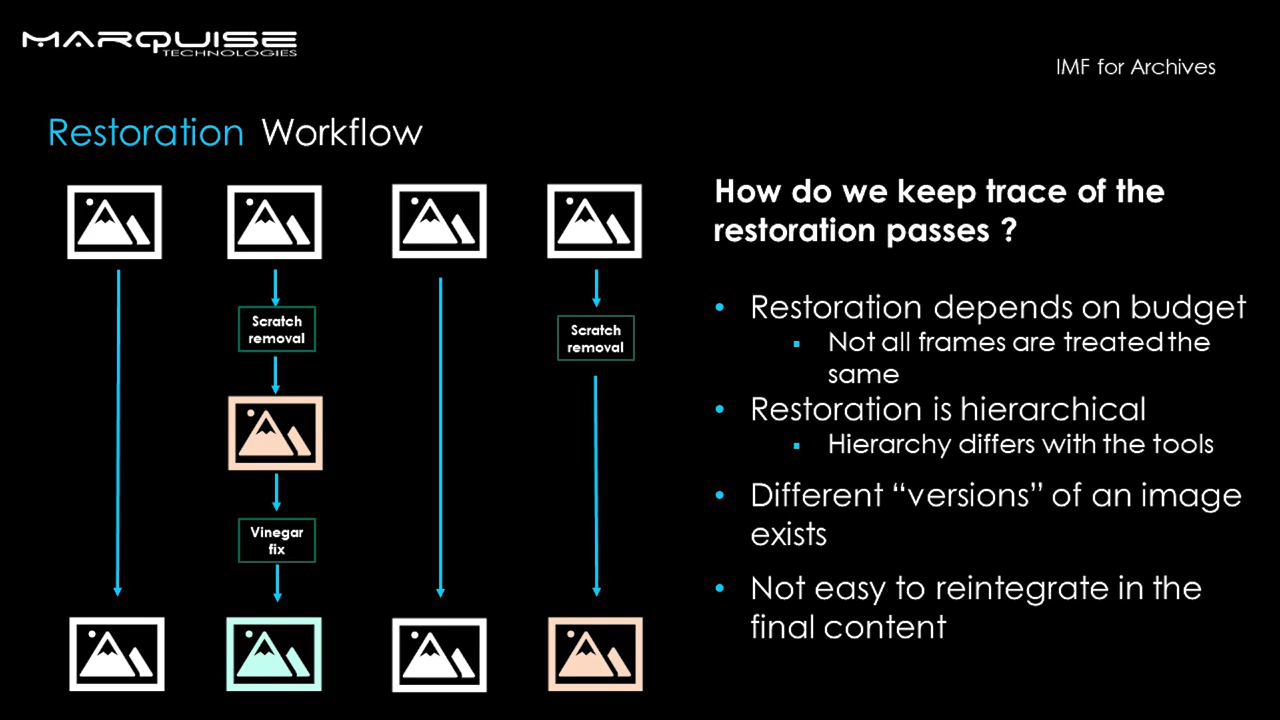 MARQUISE
TECHNOLOGIES
IMF for Archives
Restoration Workflow
Scratch
removal
Vinegar
fix
Scratch
removal
How do we keep trace of the
restoration passes ?
• Restoration depends on budget
▪ Not all frames are treated the
same
• Restoration is hierarchical
▪ Hierarchy differs with the tools
• Different “versions” of an image
exists
• Not easy to reintegrate in the
final content